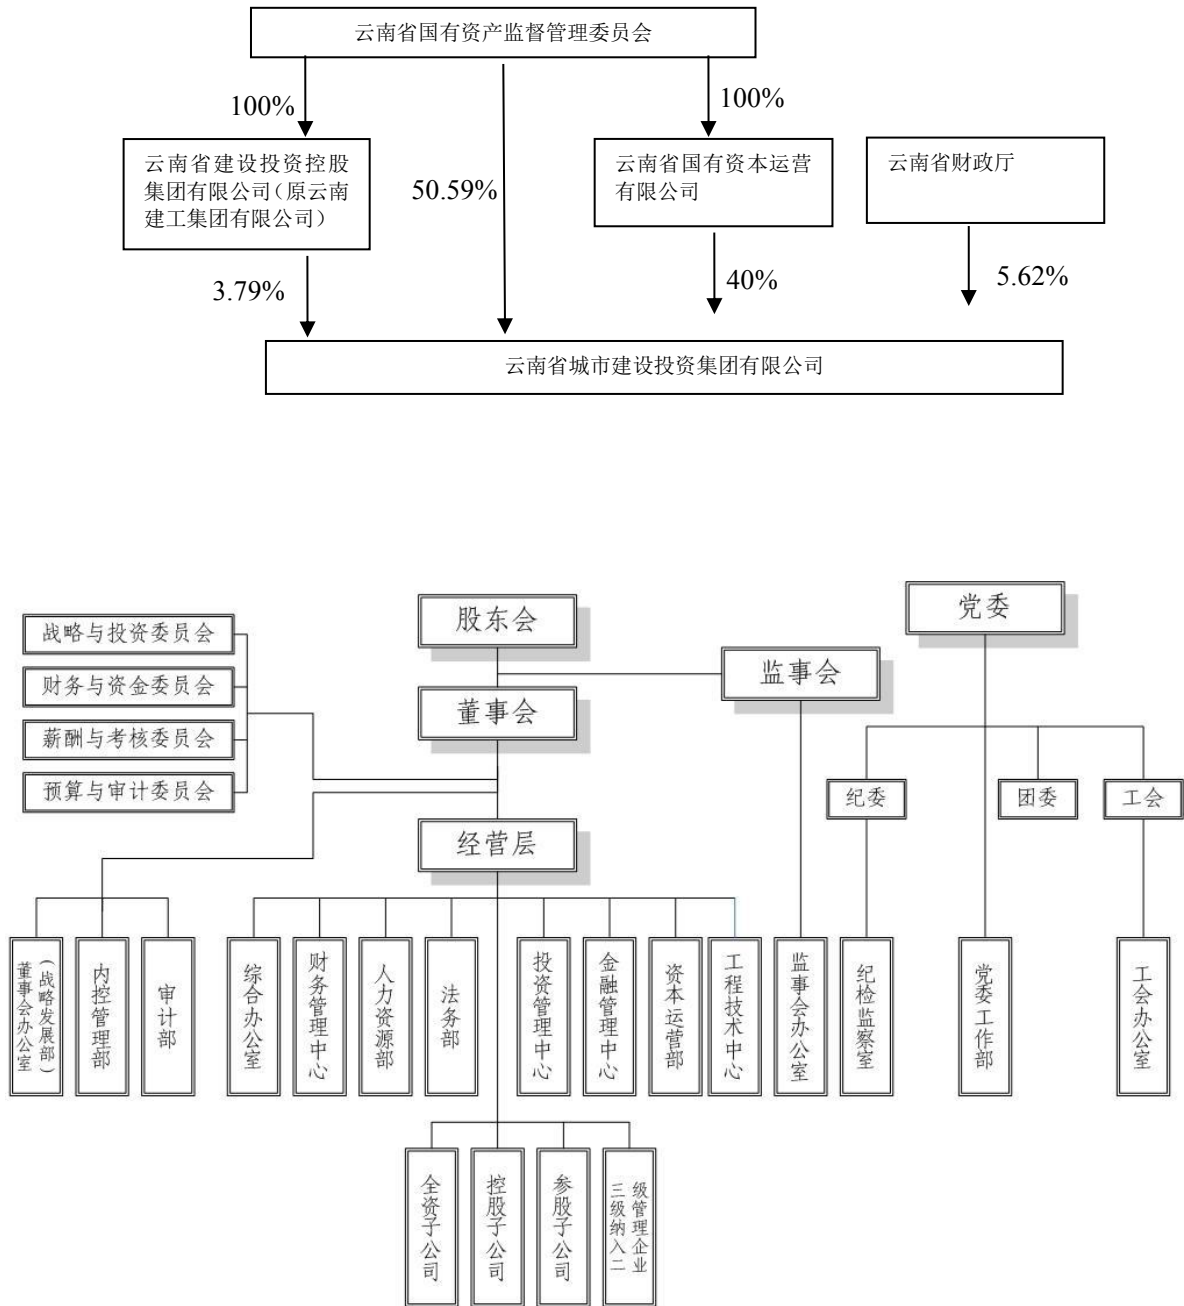 云南省国有资产监督管理委员会
100%
100%
云南省建设投资控股
集团有限公司（原云南
建工集团有限公司）
50.59%
云南省国有资本运营
有限公司
云南省财政厅
3.79%
40%
5.62%
云南省城市建设投资集团有限公司
股东会
党委
战略与投资委员会
监事会
财务与资金委员会
董事会
薪酬与考核委员会
预算与审计委员会
纪委
团委
工会
经营层
董事会办公室
（战略发展部）
内控管理部
审计部
综合办公室
财务管理中心
人力资源部
法务部
投资管理中心
金融管理中心
资本运营部
工程技术中心
监事会办公室
纪检监察室
党委工作部
工会办公室
全资子公司
控股子公司
参股子公司
三级纳入二
级管理企业